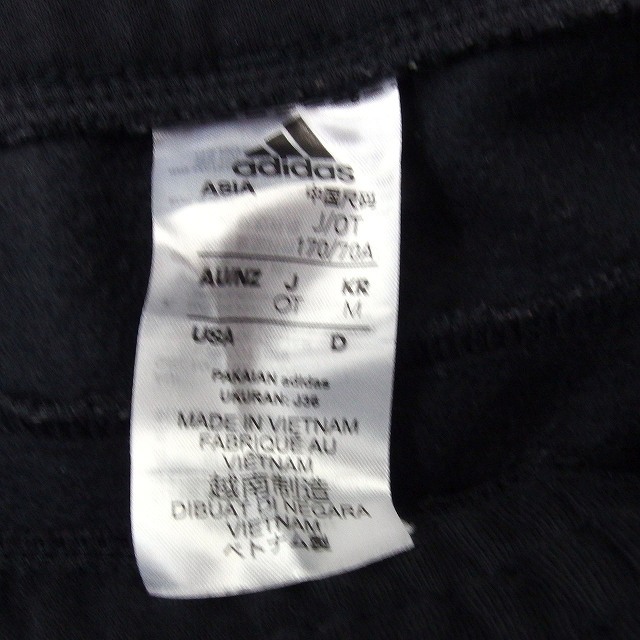 adidas
ASIA 中国尺码
J/OT
170/70A
AU/NZ J KR
OT M
USA D
PAKAIAN adidas
UKURAN:
MADE IN VIETNAM
FABRIQUE AU
VIETNAM
越南制造
DIBUAT DI NEGARA
VIETNAM
ベトナム製